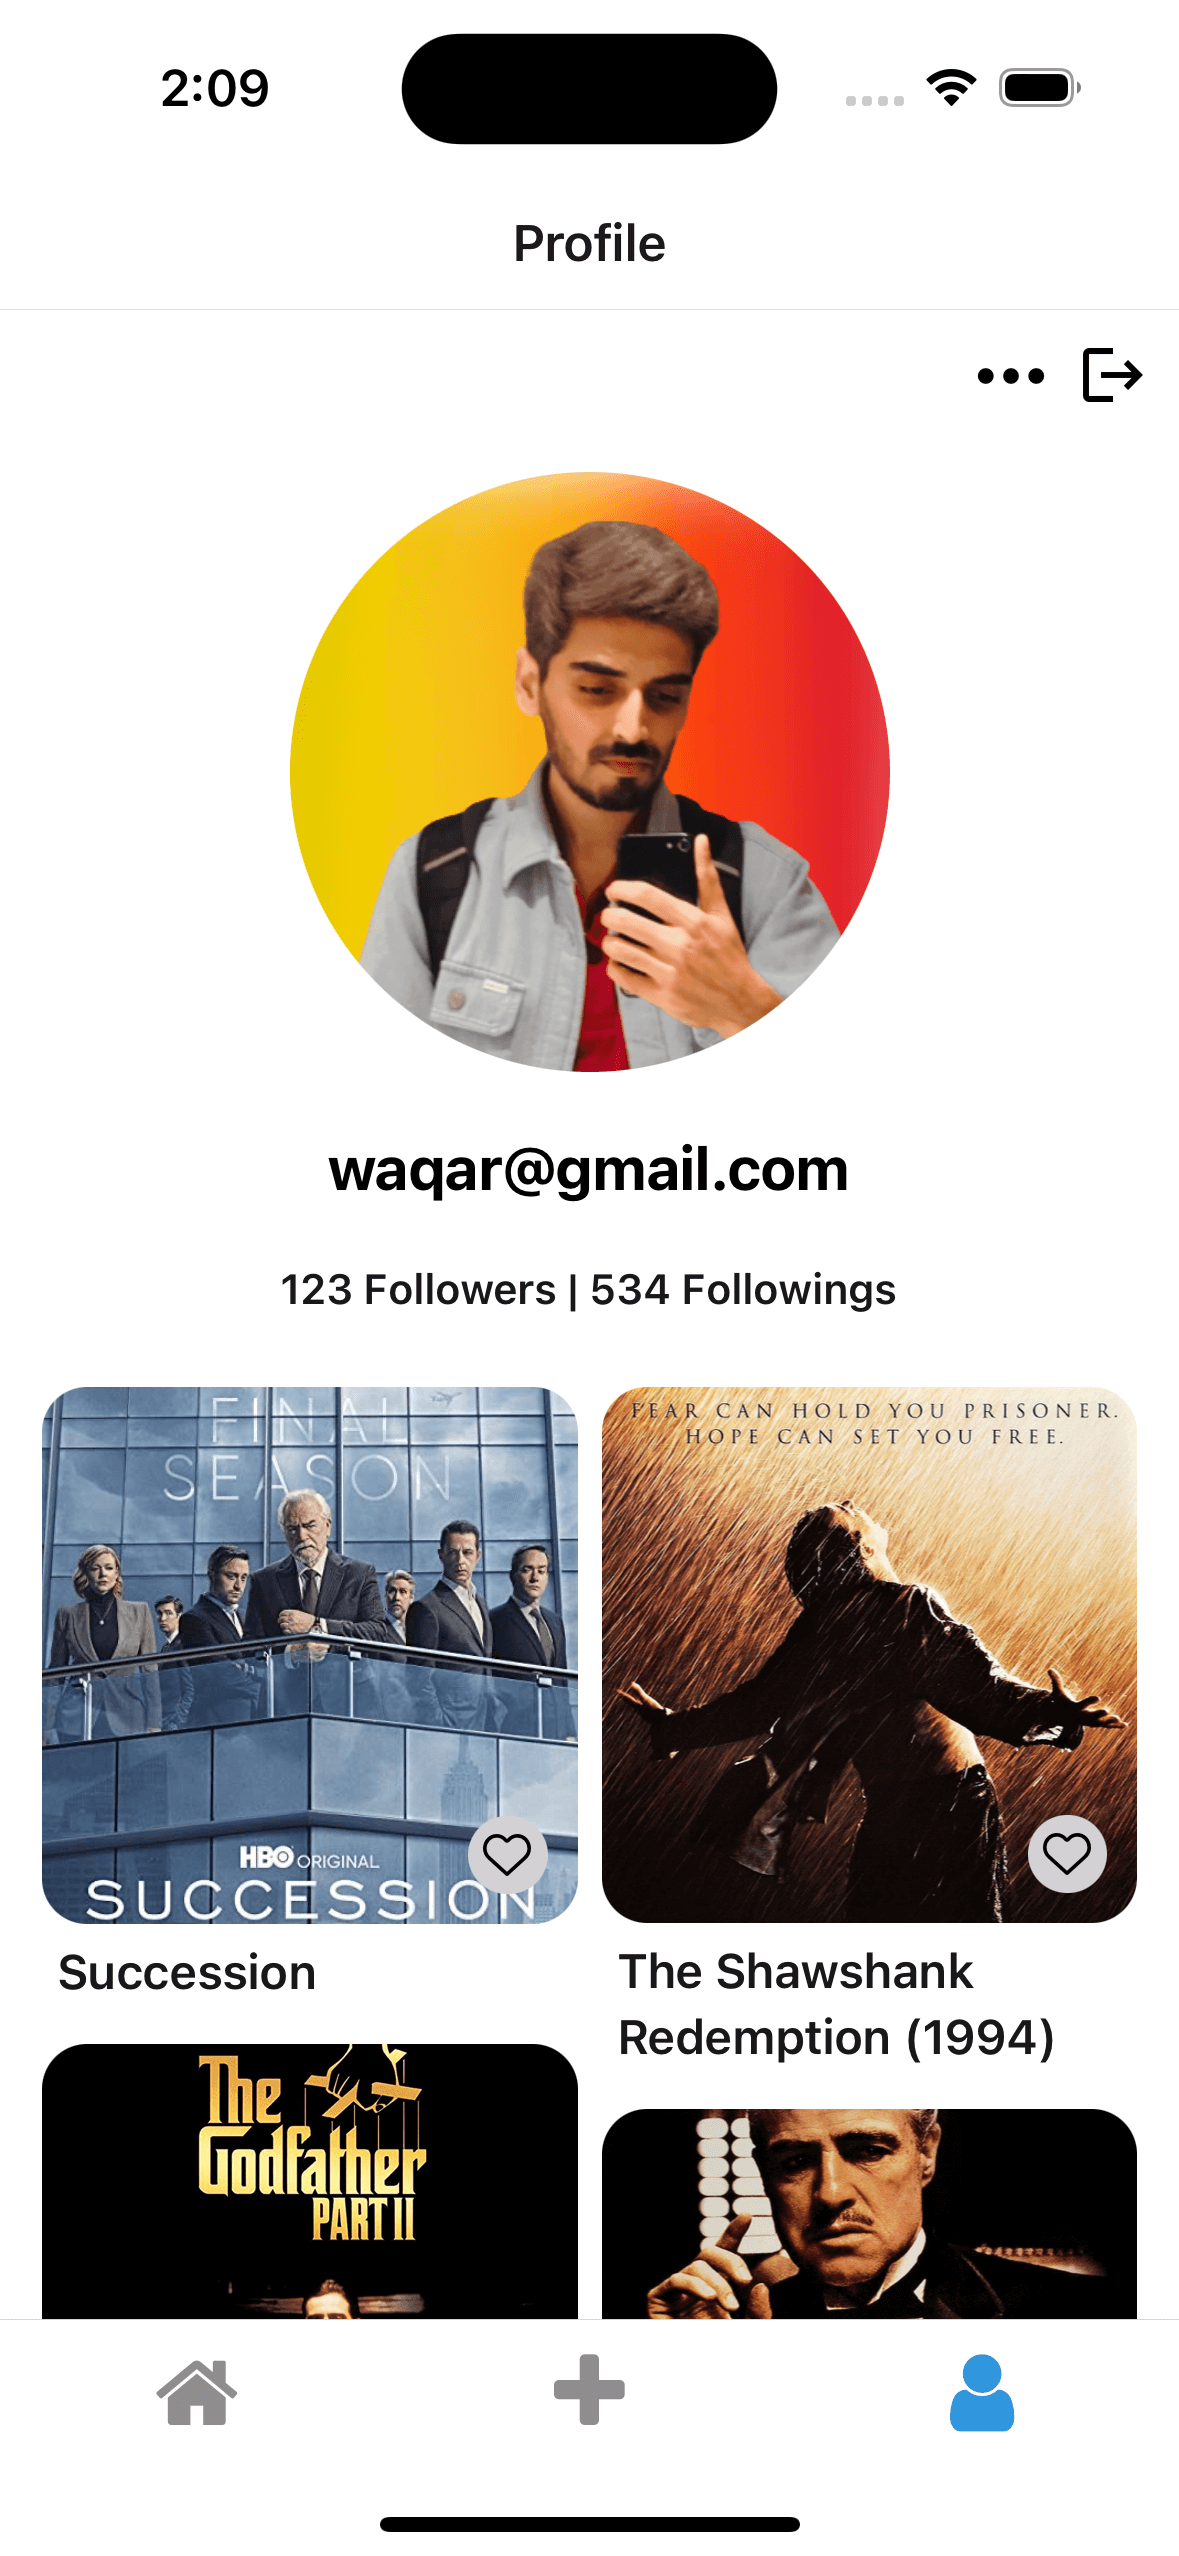 2:09
Profile
waqar@gmail.com
123 Followers | 534 Followings
FINAL
SEASON
HBO ORIGINAL
SUCCESSION
FEAR CAN HOLD YOU PRISONER.
HOPE CAN SET YOU FREE.
Succession
The Shawshank
Redemption (1994)
The
Godfather
PART II